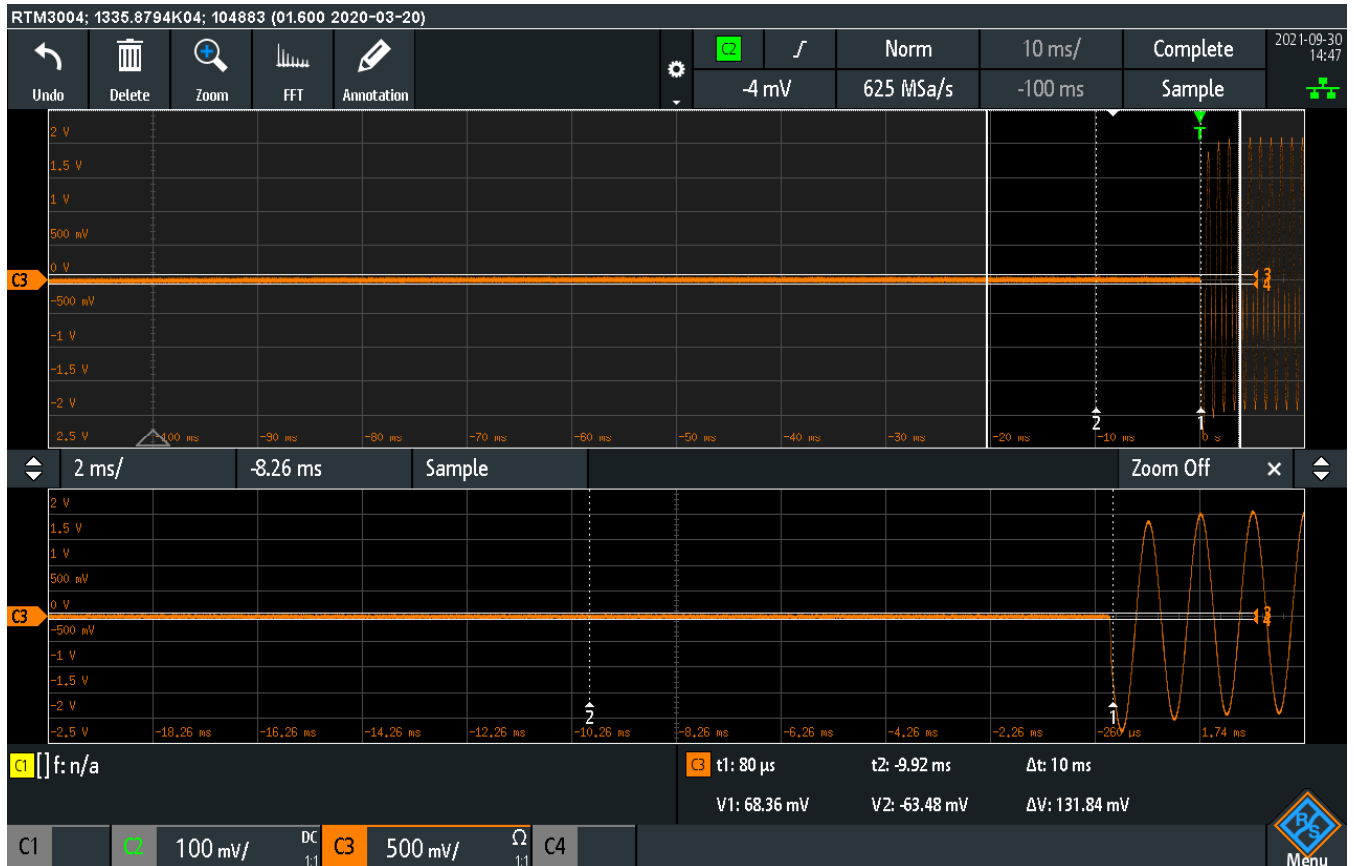 RTM3004; 1335.8794K04; 104883 (01.600 2020-03-20)
Undo Delete Zoom FFT Annotation
C2 Norm 10 ms/ Complete
2021-09-30
14:47
-4 mV 625 MSa/s -100 ms Sample
T
2 V
1.5 V
1 V
500 mV
0 V
C3
3
4
-500 mV
-1 V
-1.5 V
-2 V
2 1
2.5 V -100 ms -90 ms -80 ms -70 ms -60 ms -50 ms -40 ms -30 ms -20 ms -10 ms 0 s
2 ms/ -8.26 ms Sample Zoom Off ×
2 V
1.5 V
1 V
500 mV
0 V
C3
3
4
-500 mV
-1 V
-1.5 V
-2 V
2 1
-2.5 V -18.26 ms -16.26 ms -14.26 ms -12.26 ms -10.26 ms -8.26 ms -6.26 ms -4.26 ms -2.26 ms -260 µs 1.74 ms
C1 [] f: n/a
C3 t1: 80 µs t2: -9.92 ms Δt: 10 ms
V1: 68.36 mV V2: -63.48 mV ΔV: 131.84 mV
C1 C2 100 mV/ DC 1:1 C3 500 mV/ Ω 1:1 C4
R&S
Menu